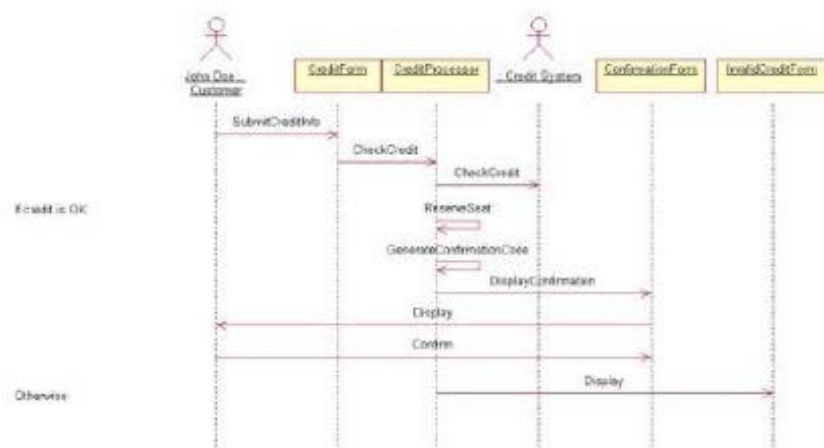 John Doe :
Customer
CreditForm
CreditProcessor
: Credit System
ConfirmationForm
InvalidCreditForm
SubmitCreditInfo
CheckCredit
CheckCredit
If credit is OK
ReserveSeat
GenerateConfirmationCode
DisplayConfirmation
Display
Confirm
Display
Otherwise